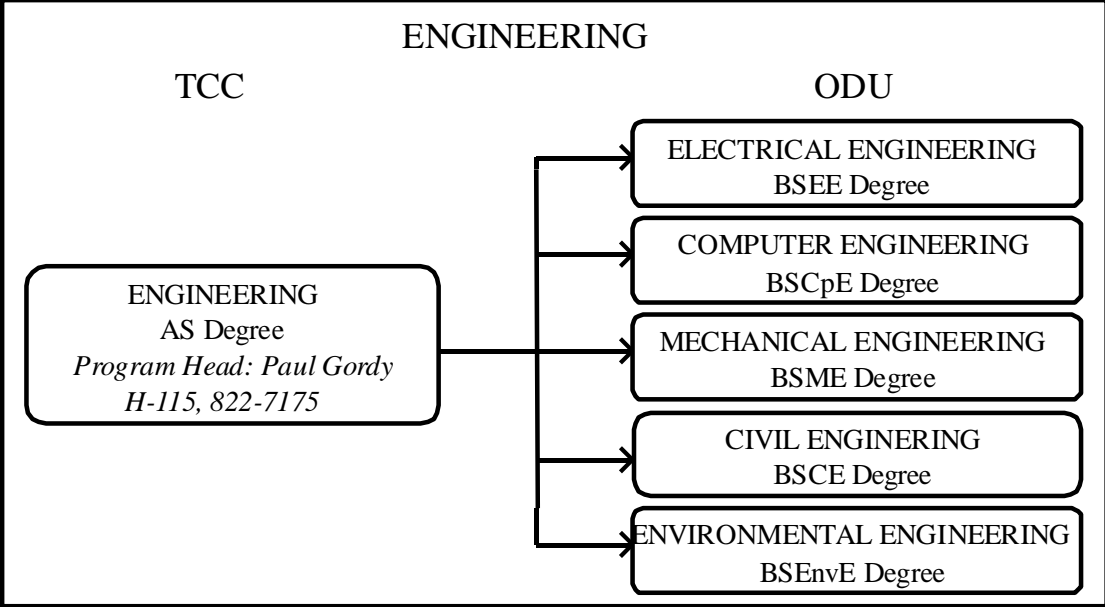 ENGINEERING
TCC
ODU
ENGINEERING
AS Degree
Program Head: Paul Gordy
H-115, 822-7175
ELECTRICAL ENGINEERING
BSEE Degree
COMPUTER ENGINEERING
BSCpE Degree
MECHANICAL ENGINEERING
BSME Degree
CIVIL ENGINERING
BSCE Degree
ENVIRONMENTAL ENGINEERING
BSEnvE Degree